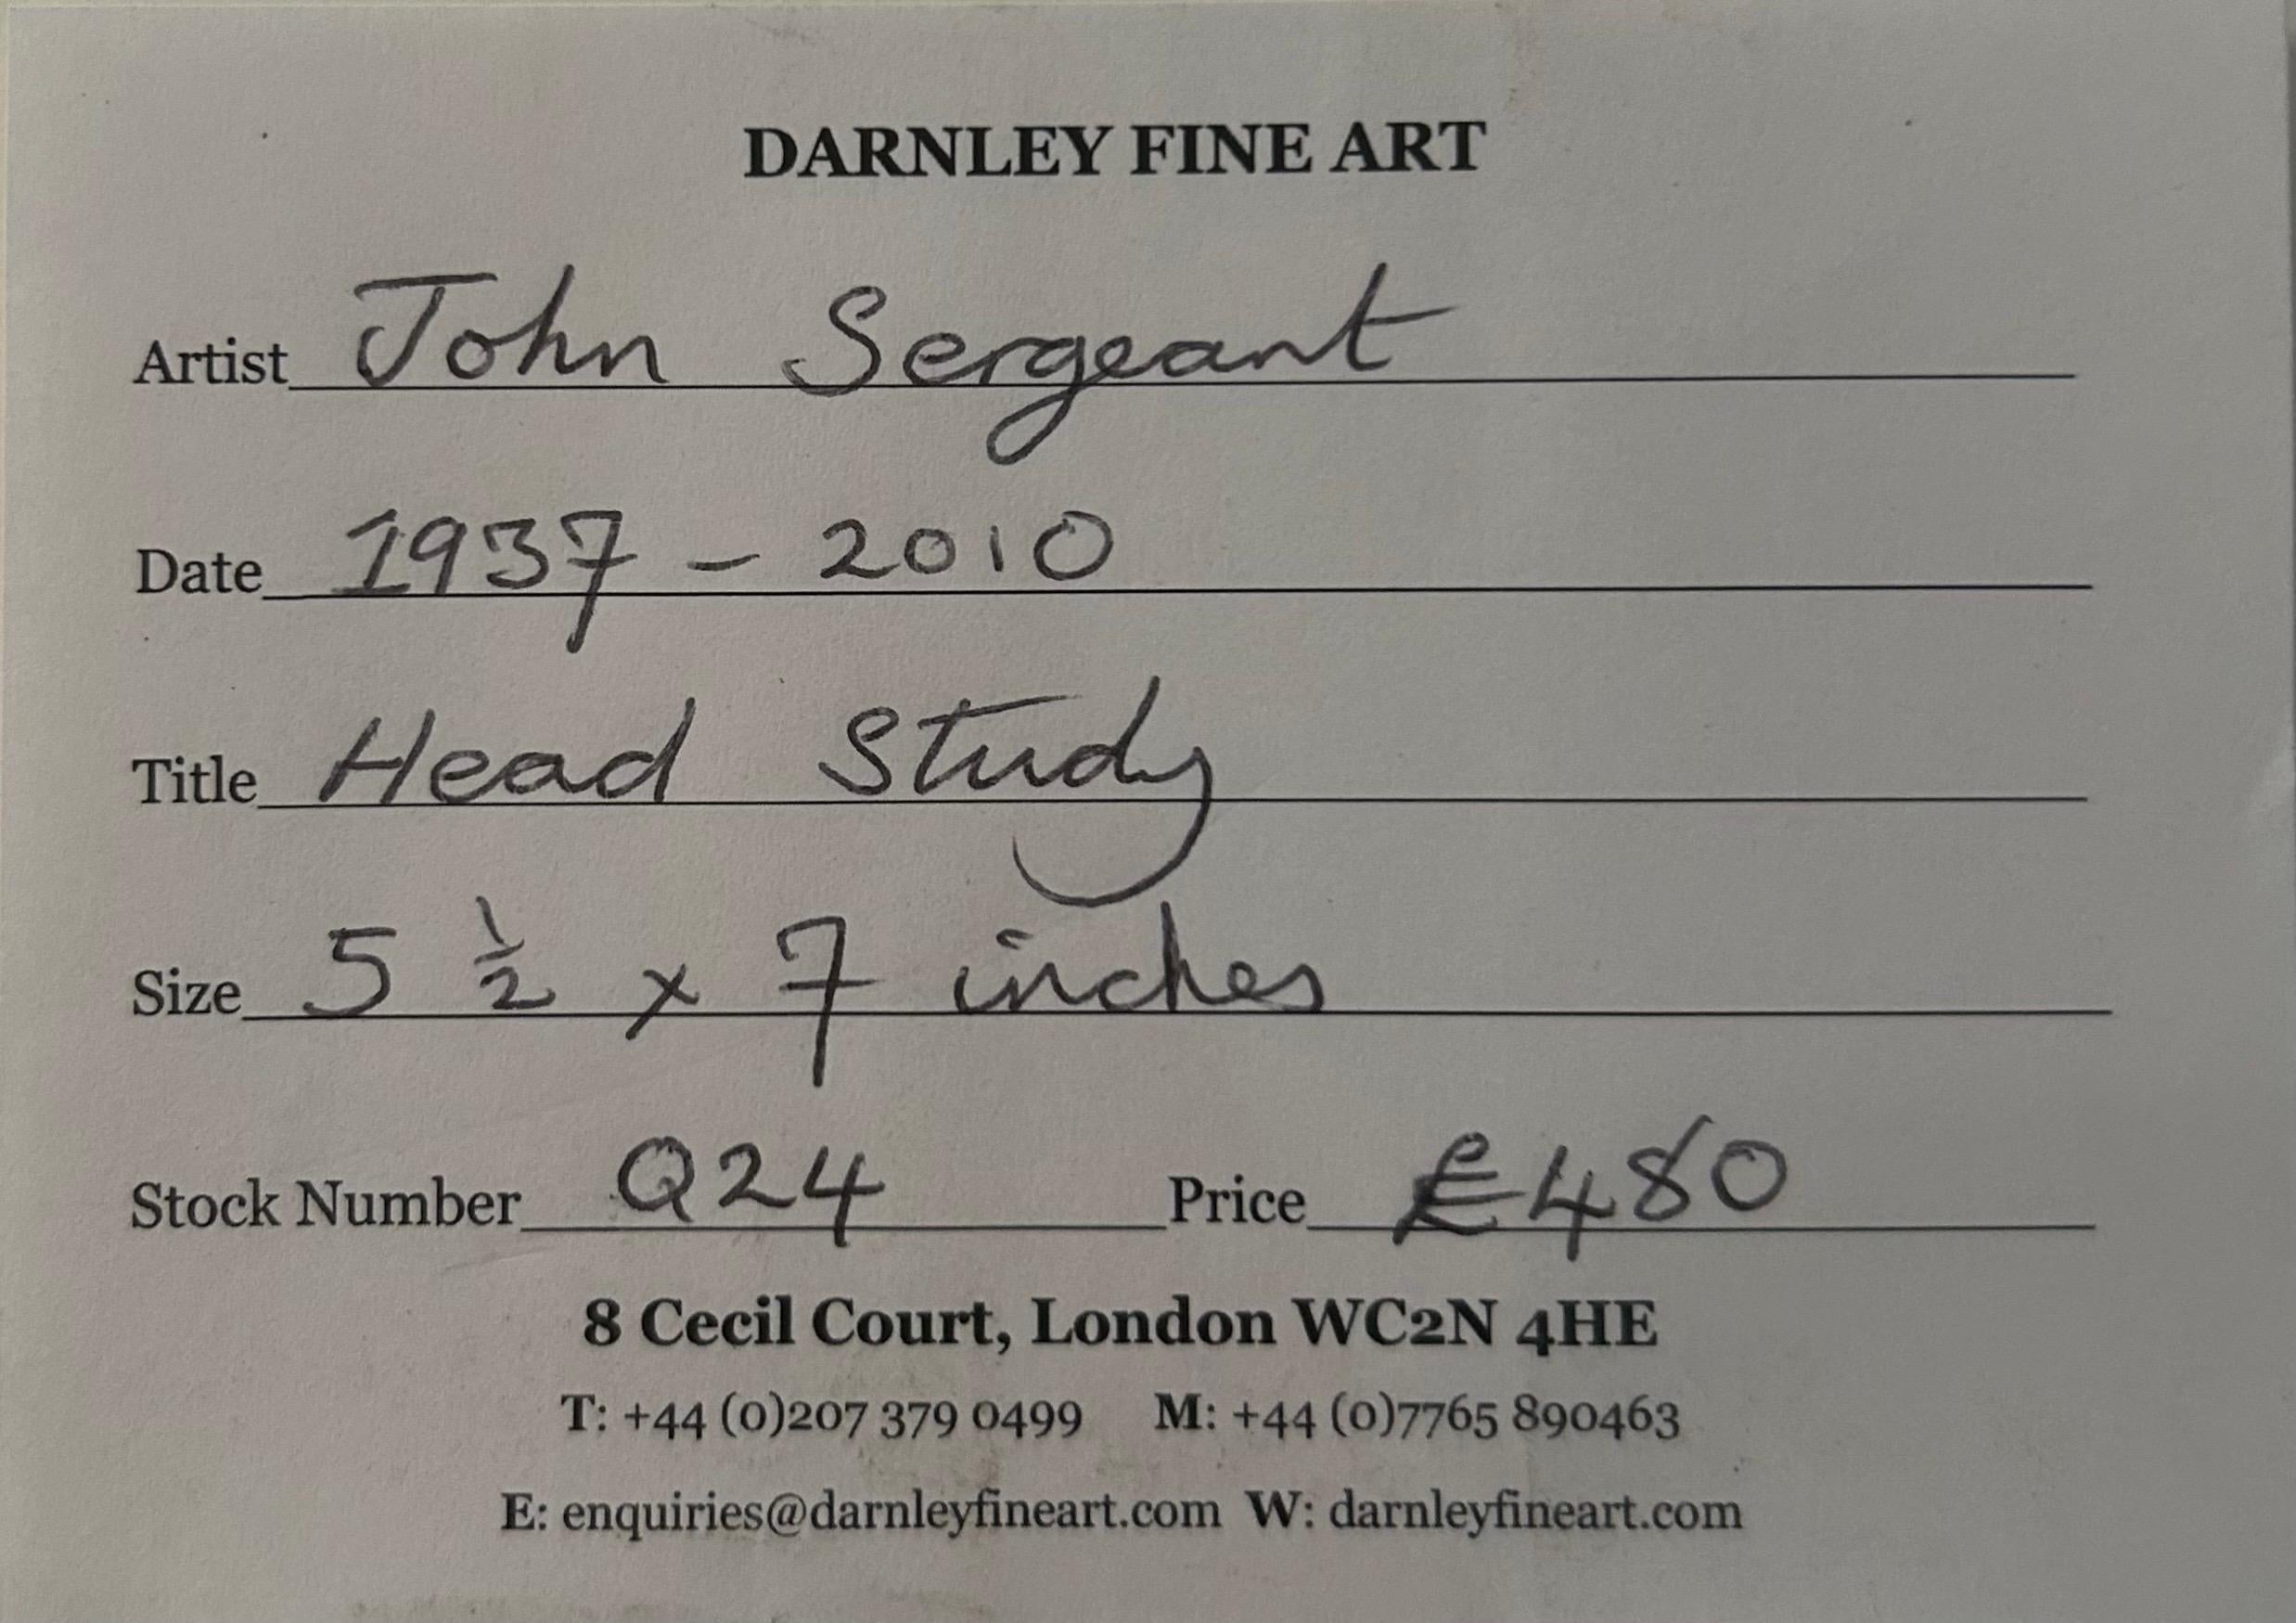 DARNLEY FINE ART
Artist John Sergeant
Date 1937 - 2010
Title Head Study
Size 5 ½ x 7 inches
Stock Number Q24 Price £480
8 Cecil Court, London WC2N 4HE
T: +44 (0)207 379 0499 M: +44 (0)7765 890463
E: enquiries@darnleyfineart.com W: darnleyfineart.com